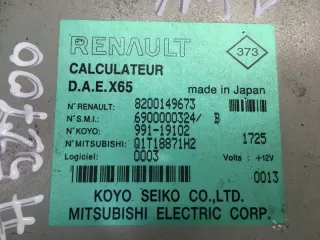 RENAULT
373
CALCULATEUR
D.A.E.X65
made in Japan
N° RENAULT: 8200149673
N° S.M.I.: 6900000324/ B
N° KOYO: 991-19102
N° MITSUBISHI: Q1T18871H2 1725
Logiciel: 0003 Volts : +12V
0013
KOYO SEIKO CO.,LTD.
MITSUBISHI ELECTRIC CORP.